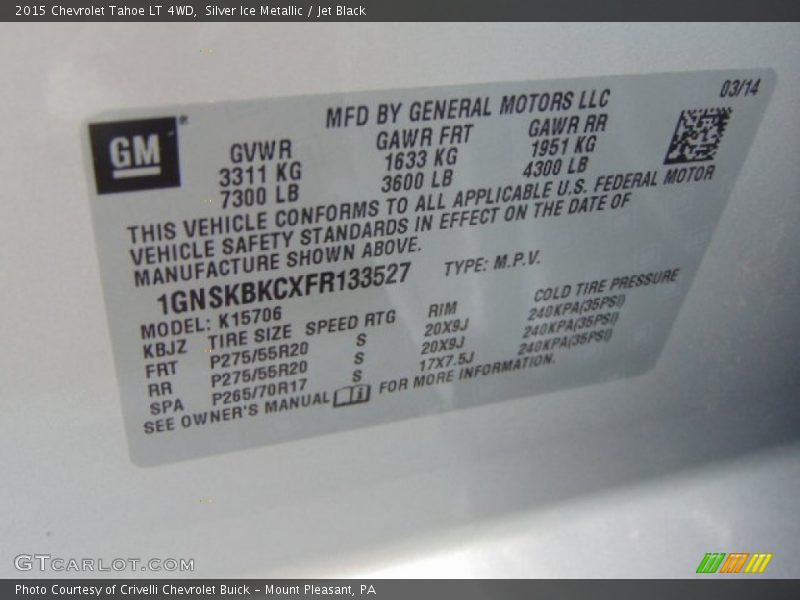 2015 Chevrolet Tahoe LT 4WD,  Silver Ice Metallic / Jet Black
03/14
MFD BY GENERAL MOTORS LLC
GM
GVWR GAWR FRT GAWR RR
3311 KG 1633 KG 1951 KG
7300 LB 3600 LB 4300 LB
THIS VEHICLE CONFORMS TO ALL APPLICABLE U.S. FEDERAL MOTOR
VEHICLE SAFETY STANDARDS IN EFFECT ON THE DATE OF
MANUFACTURE SHOWN ABOVE.
1GNSKBKCXFR133527 TYPE: M.P.V.
MODEL: K15706
KBJZ TIRE SIZE SPEED RTG RIM COLD TIRE PRESSURE
FRT P275/55R20 S 20X9J 240KPA(35PSI)
RR P275/55R20 S 20X9J 240KPA(35PSI)
SPA P265/70R17 S 17X7.5J 240KPA(35PSI)
SEE OWNER'S MANUAL FOR MORE INFORMATION.
GTCARLOT.COM
Photo Courtesy of Crivelli Chevrolet Buick - Mount Pleasant, PA